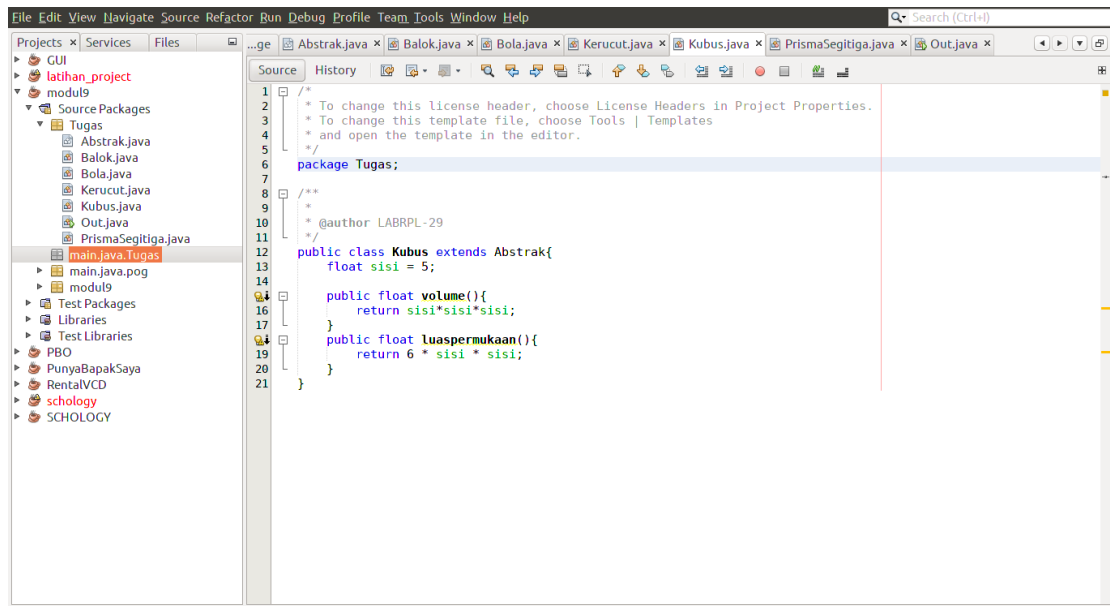 File Edit View Navigate Source Refactor Run Debug Profile Team Tools Window Help
Search (Ctrl+I)
Projects × Services Files
GUI
latihan_project
modul9
Source Packages
Tugas
Abstrak.java
Balok.java
Bola.java
Kerucut.java
Kubus.java
Out.java
PrismaSegitiga.java
main.java.Tugas
main.java.pog
modul9
Test Packages
Libraries
Test Libraries
PBO
PunyaBapakSaya
RentalVCD
schology
SCHOLOGY
...ge Abstrak.java × Balok.java × Bola.java × Kerucut.java × Kubus.java × PrismaSegitiga.java × Out.java ×
Source History
1 /*
2 * To change this license header, choose License Headers in Project Properties.
3 * To change this template file, choose Tools | Templates
4 * and open the template in the editor.
5 */
6 package Tugas;
7
8 /**
9 *
10 * @author LABRPL-29
11 */
12 public class Kubus extends Abstrak{
13 float sisi = 5;
14
public float volume(){
16 return sisi*sisi*sisi;
17 }
public float luaspermukaan(){
19 return 6 * sisi * sisi;
20 }
21 }